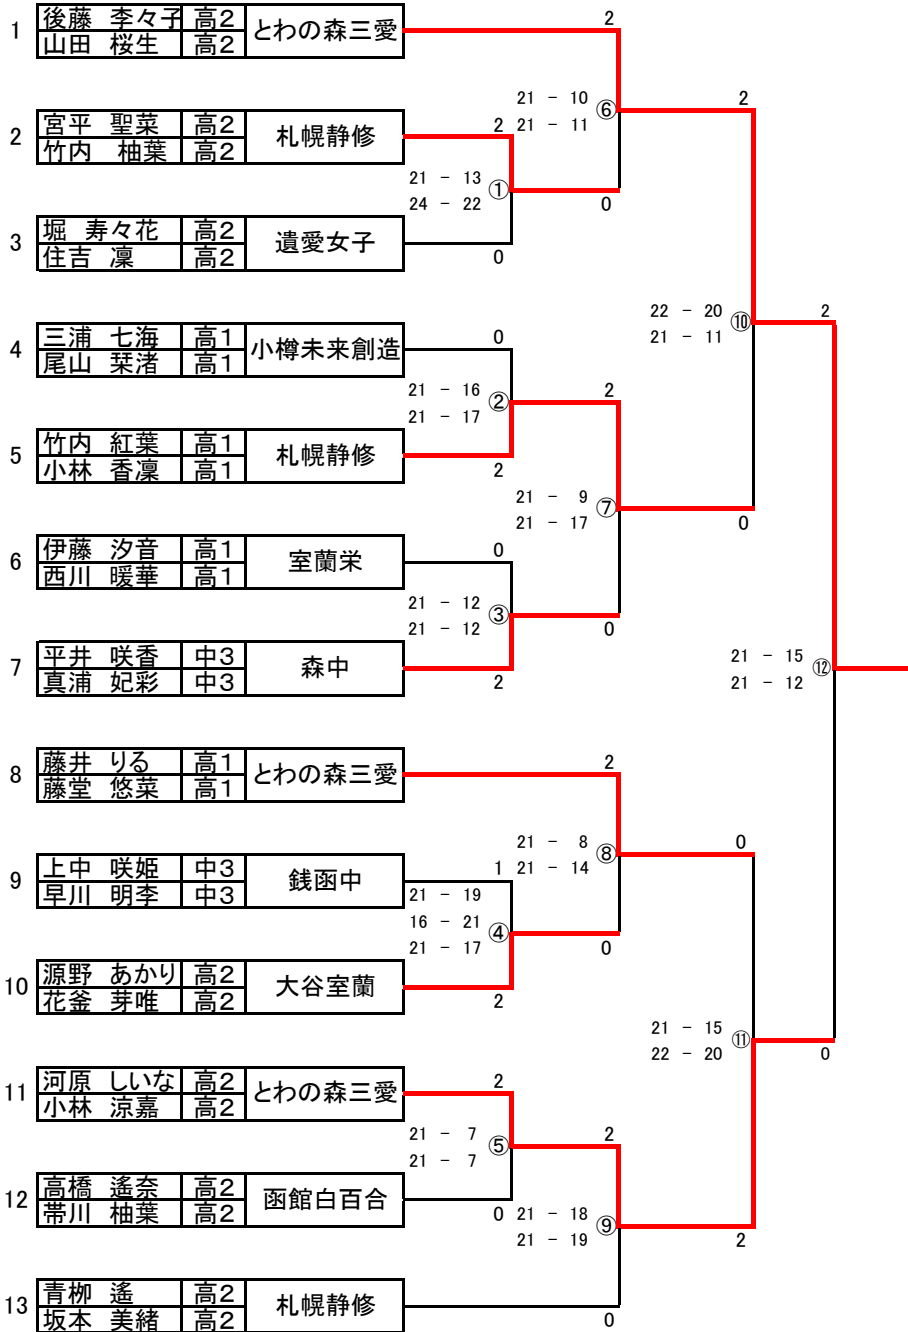 1 後藤 李々子 高2 とわの森三愛
山田 桜生 高2
2 宮平 聖菜 高2 札幌静修
竹内 柚葉 高2
3 堀 寿々花 高2 遺愛女子
住吉 凜 高2
4 三浦 七海 高1 小樽未来創造
尾山 栞渚 高1
5 竹内 紅葉 高1 札幌静修
小林 香凜 高1
6 伊藤 汐音 高1 室蘭栄
西川 暖華 高1
7 平井 咲香 中3 森中
真浦 妃彩 中3
8 藤井 りる 高1 とわの森三愛
藤堂 悠菜 高1
9 上中 咲姫 中3 銭函中
早川 明李 中3
10 源野 あかり 高2 大谷室蘭
花釜 芽唯 高2
11 河原 しいな 高2 とわの森三愛
小林 涼嘉 高2
12 高橋 遙奈 高2 函館白百合
帯川 柚葉 高2
13 青栁 遙 高2 札幌静修
坂本 美緒 高2
2
21 - 13 ①
24 - 22
0
0
21 - 16 ②
21 - 17
2
0
21 - 12 ③
21 - 12
2
1
21 - 19
16 - 21 ④
21 - 17
2
2
21 - 7 ⑤
21 - 7
0
2
21 - 10 ⑥
21 - 11
0
2
21 - 9 ⑦
21 - 17
0
2
21 - 8 ⑧
21 - 14
0
2
21 - 18 ⑨
21 - 19
0
2
22 - 20 ⑩
21 - 11
0
0
21 - 15 ⑪
22 - 20
2
2
21 - 15 ⑫
21 - 12
0